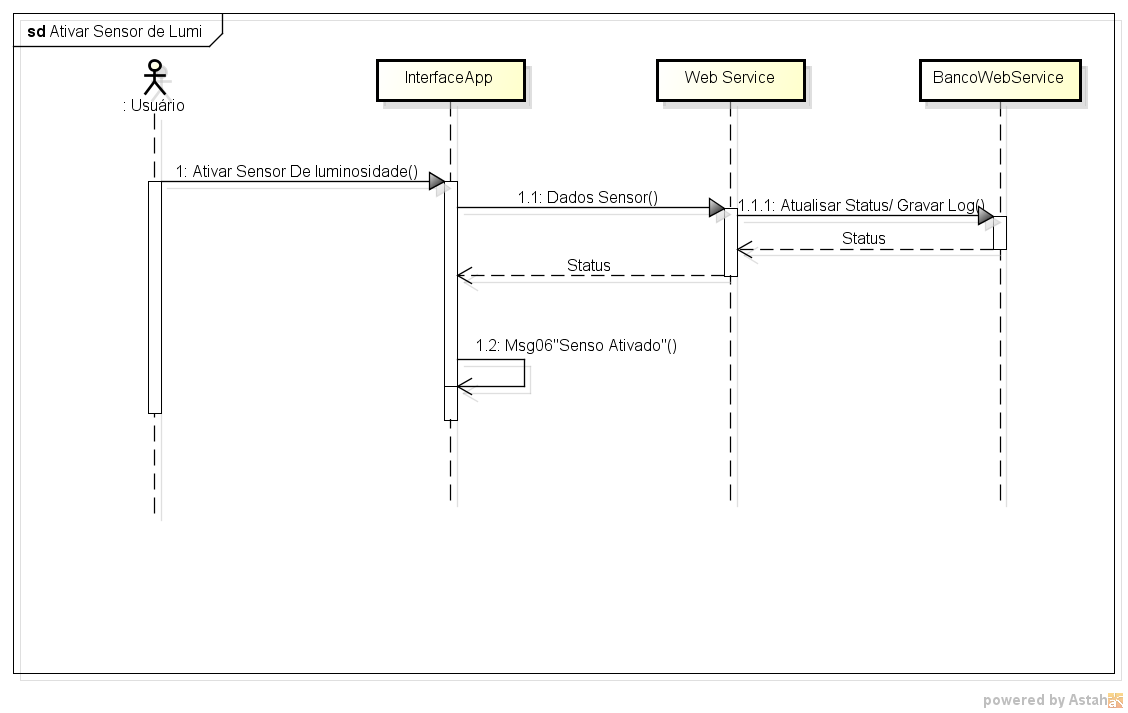 sd Ativar Sensor de Lumi
: Usuário
InterfaceApp
Web Service
BancoWebService
1: Ativar Sensor De luminosidade()
1.1: Dados Sensor()
1.1.1: Atualisar Status/ Gravar Log()
Status
Status
1.2: Msg06"Senso Ativado"()
powered by Astah